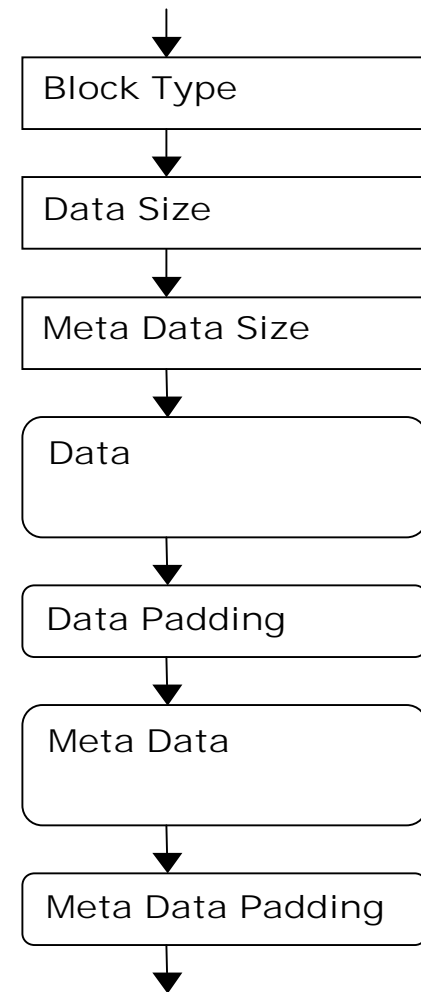 Block Type
Data Size
Meta Data Size
Data
Data Padding
Meta Data
Meta Data Padding